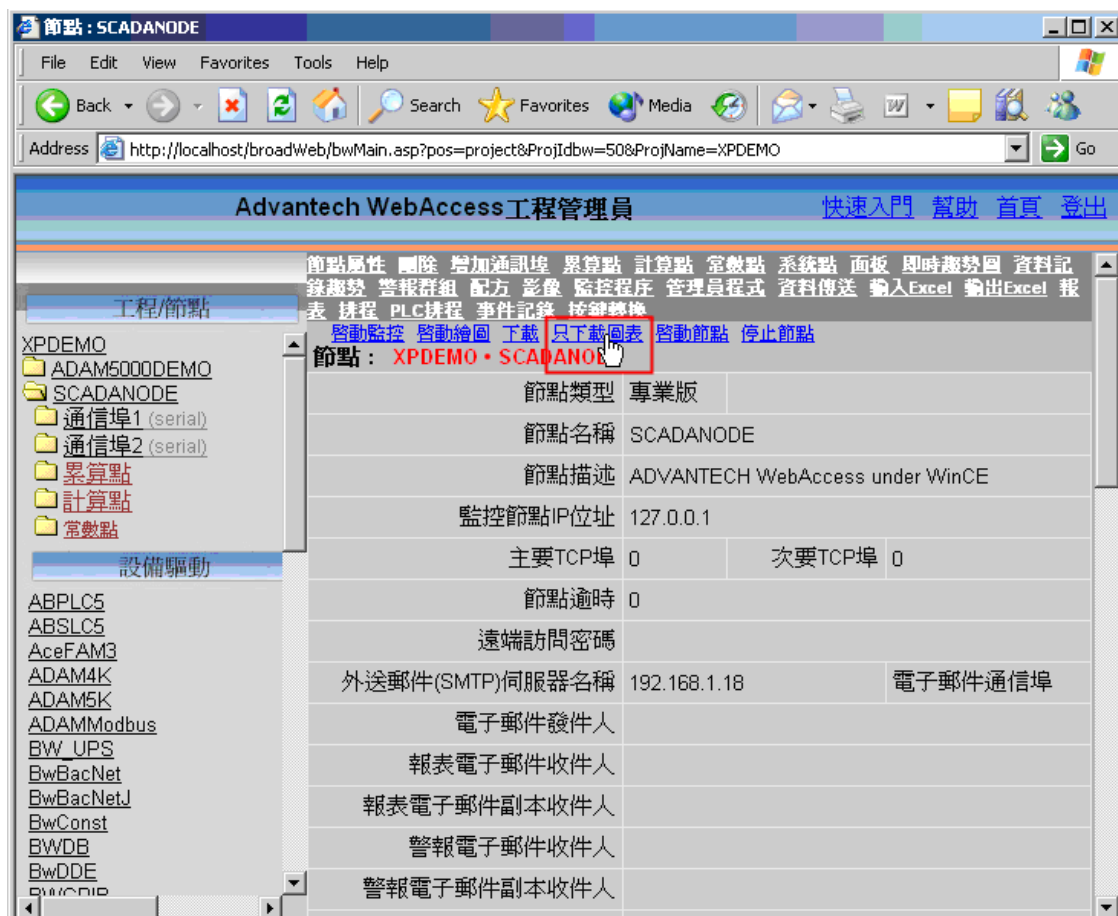 節點 : SCADANODE
File Edit View Favorites Tools Help
Back Search Favorites Media
Address http://localhost/broadWeb/bwMain.asp?pos=project&ProjIdbw=50&ProjName=XPDEMO Go
Advantech WebAccess工程管理員 快速入門 幫助 首頁 登出
工程/節點
XPDEMO
ADAM5000DEMO
SCADANODE
通信埠1 (serial)
通信埠2 (serial)
累算點
計算點
常數點
設備驅動
ABPLC5
ABSLC5
AceFAM3
ADAM4K
ADAM5K
ADAMModbus
BW_UPS
BwBacNet
BwBacNetJ
BwConst
BWDB
BwDDE
節點屬性 刪除 增加通訊埠 累算點 計算點 常數點 系統點 面板 即時趨勢圖 資料記
錄趨勢 警報群組 配方 影像 監控程序 管理員程式 資料傳送 輸入Excel 輸出Excel 報
表 排程 PLC排程 事件記錄 按鍵轉換
啓動監控 啓動繪圖 下載 只下載圖表 啓動節點 停止節點
節點 : XPDEMO • SCADANODE
節點類型 專業版
節點名稱 SCADANODE
節點描述 ADVANTECH WebAccess under WinCE
監控節點IP位址 127.0.0.1
主要TCP埠 0 次要TCP埠 0
節點逾時 0
遠端訪問密碼
外送郵件(SMTP)伺服器名稱 192.168.1.18 電子郵件通信埠
電子郵件發件人
報表電子郵件收件人
報表電子郵件副本收件人
警報電子郵件收件人
警報電子郵件副本收件人